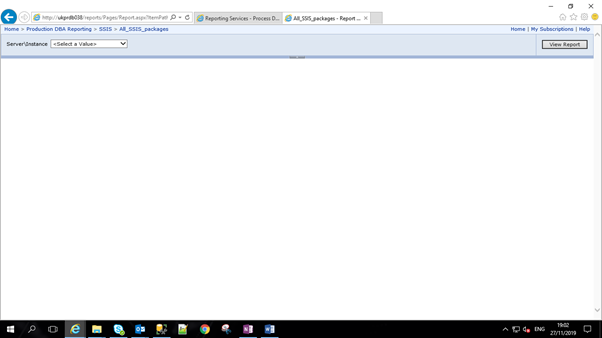 http://ukprdb038/reports/Pages/Report.aspx?ItemPath
Reporting Services - Process D...
All_SSIS_packages - Report ...
Home > Production DBA Reporting > SSIS > All_SSIS_packages
Home | My Subscriptions | Help
Server\Instance <Select a Value>
View Report
ENG
19:02
27/11/2019